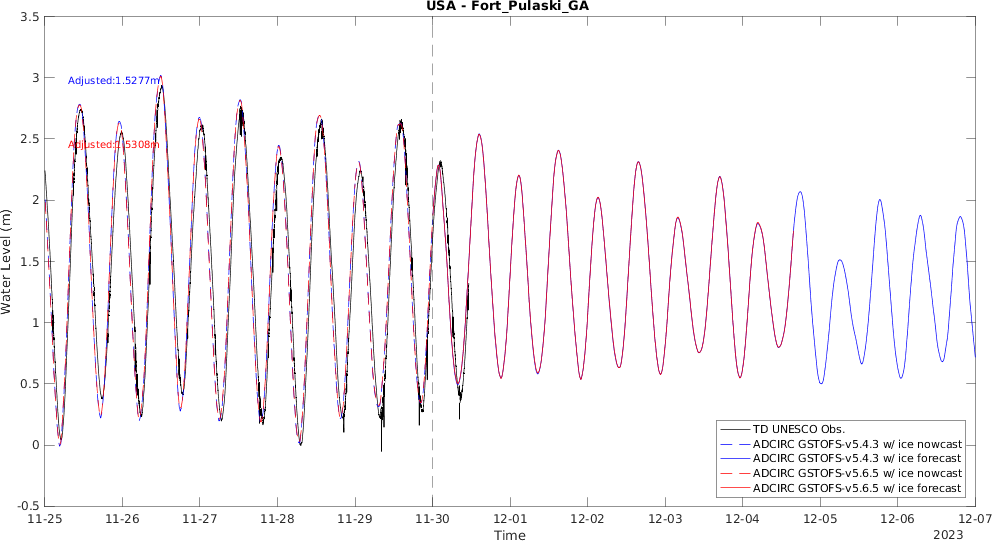 USA - Fort_Pulaski_GA
3.5
3
2.5
2
1.5
1
0.5
0
-0.5
Water Level (m)
Adjusted:1.5277m
Adjusted:1.5308m
TD UNESCO Obs.
ADCIRC GSTOFS-v5.4.3 w/ ice nowcast
ADCIRC GSTOFS-v5.4.3 w/ ice forecast
ADCIRC GSTOFS-v5.6.5 w/ ice nowcast
ADCIRC GSTOFS-v5.6.5 w/ ice forecast
11-25 11-26 11-27 11-28 11-29 11-30 12-01 12-02 12-03 12-04 12-05 12-06 12-07
Time
2023